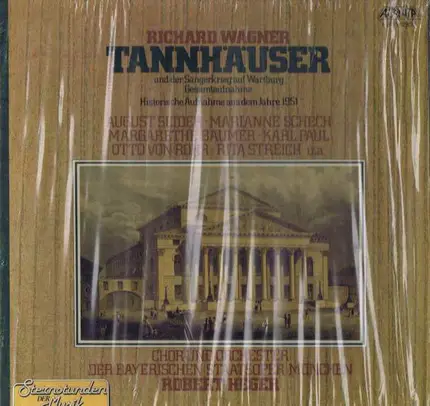 RICHARD WAGNER
TANNHÄUSER
und der Sängerkrieg auf Wartburg
Gesamtaufnahme
Historische Aufnahme aus dem Jahre 1951
AUGUST SEIDER · MARIANNE SCHECH
MARGARETHE BÄUMER · KARL PAUL
OTTO VON ROHR · RITA STREICH u.a.
CHOR UND ORCHESTER
DER BAYERISCHEN STAATSOPER MÜNCHEN
ROBERT HEGER
Sternstunden
DER
Musik